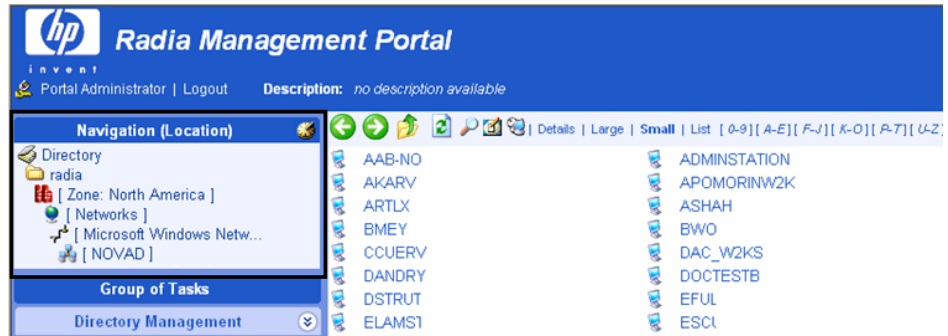 hp
invent
Radia Management Portal
Portal Administrator | Logout Description: no description available
Navigation (Location)
Directory
radia
[ Zone: North America ]
[ Networks ]
[ Microsoft Windows Netw...
[ NOVAD ]
Group of Tasks
Directory Management
| Details | Large | Small | List [ 0-9 ] [ A-E ] [ F-J ] [ K-O ] [ P-T ] [ U-Z ]
AAB-NO ADMINSTATION
AKARV APOMORINW2K
ARTLX ASHAH
BMEY BWO
CCUERV DAC_W2KS
DANDRY DOCTESTB
DSTRUT EFUL
ELAMST